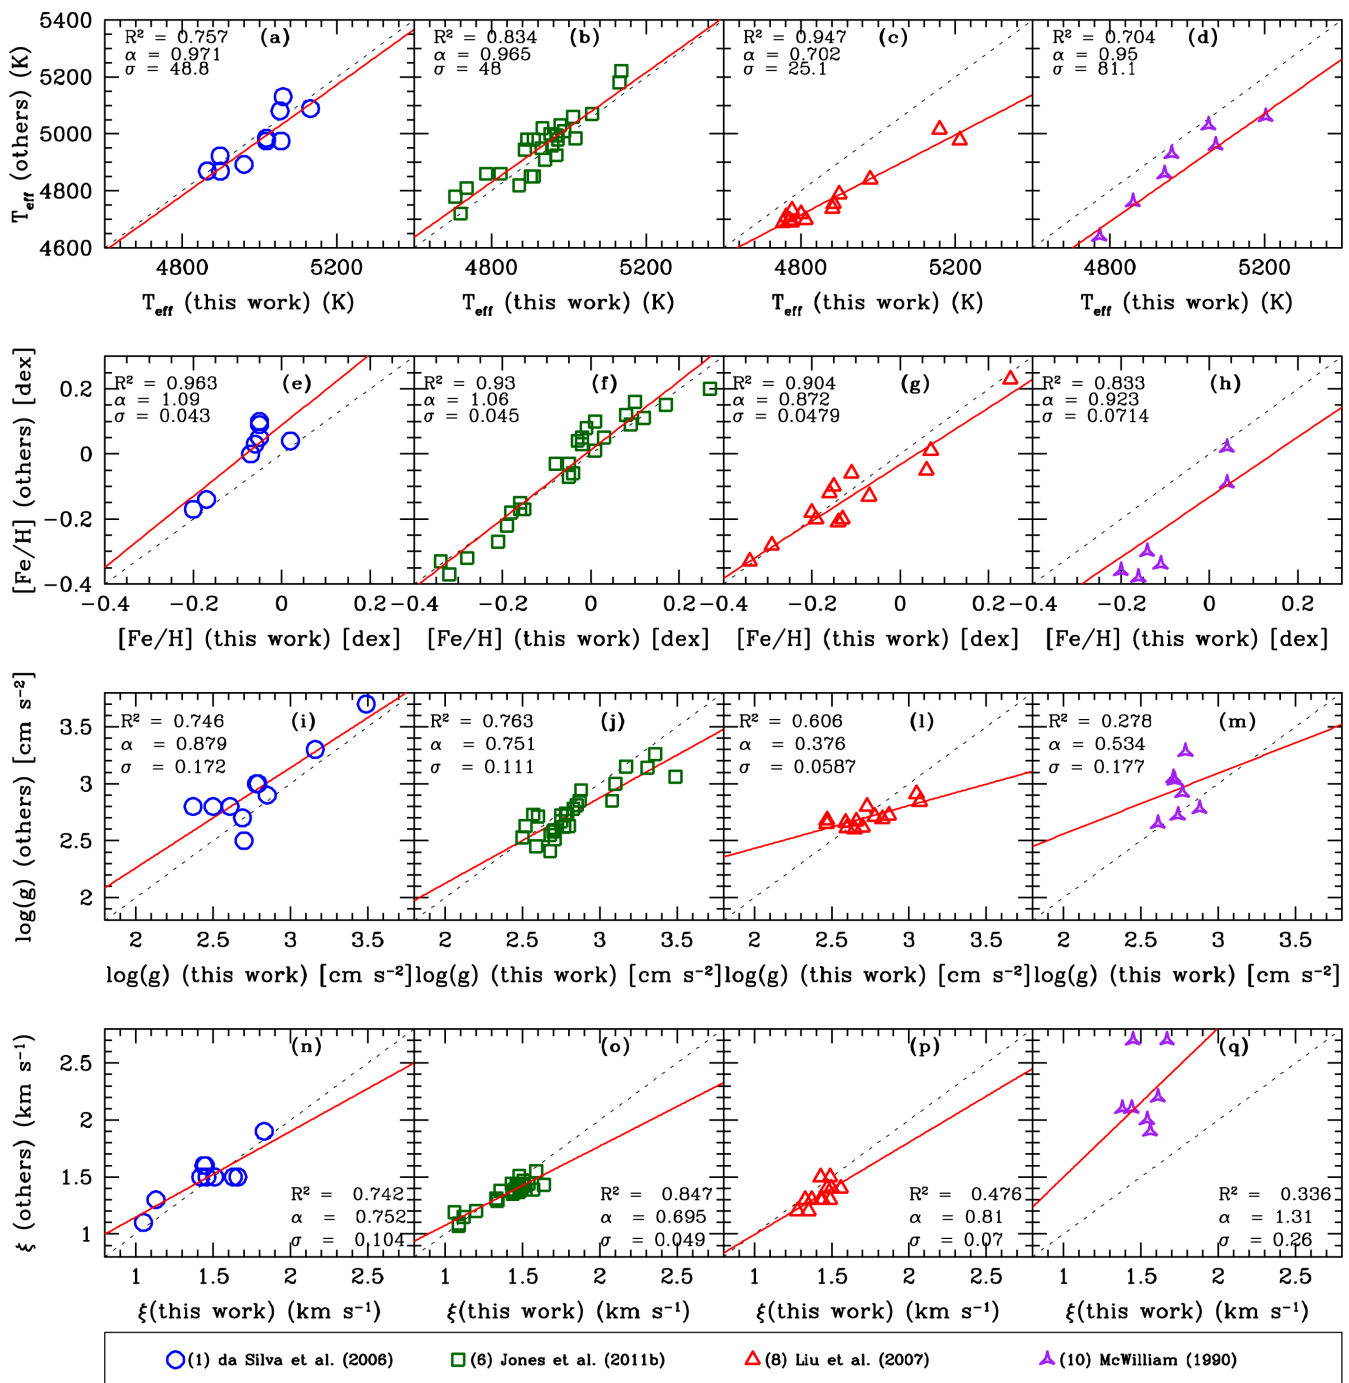 R² = 0.757
α = 0.971
σ = 48.8
(a)
R² = 0.834
α = 0.965
σ = 48
(b)
R² = 0.947
α = 0.702
σ = 25.1
(c)
R² = 0.704
α = 0.95
σ = 81.1
(d)
5400
5200
5000
4800
4600
T_eff (others) (K)
4800 5200 4800 5200 4800 5200 4800 5200
T_eff (this work) (K) T_eff (this work) (K) T_eff (this work) (K) T_eff (this work) (K)
R² = 0.963
α = 1.09
σ = 0.043
(e)
R² = 0.93
α = 1.06
σ = 0.045
(f)
R² = 0.904
α = 0.872
σ = 0.0479
(g)
R² = 0.833
α = 0.923
σ = 0.0714
(h)
0.2
0
−0.2
−0.4
[Fe/H] (others) [dex]
−0.4 −0.2 0 0.2 −0.4 −0.2 0 0.2 −0.4 −0.2 0 0.2 −0.4 −0.2 0 0.2
[Fe/H] (this work) [dex] [Fe/H] (this work) [dex] [Fe/H] (this work) [dex] [Fe/H] (this work) [dex]
R² = 0.746
α = 0.879
σ = 0.172
(i)
R² = 0.763
α = 0.751
σ = 0.111
(j)
R² = 0.606
α = 0.376
σ = 0.0587
(l)
R² = 0.278
α = 0.534
σ = 0.177
(m)
3.5
3
2.5
2
log(g) (others) [cm s⁻²]
2 2.5 3 3.5 2 2.5 3 3.5 2 2.5 3 3.5 2 2.5 3 3.5
log(g) (this work) [cm s⁻²] log(g) (this work) [cm s⁻²] log(g) (this work) [cm s⁻²] log(g) (this work) [cm s⁻²]
(n)
R² = 0.742
α = 0.752
σ = 0.104
(o)
R² = 0.847
α = 0.695
σ = 0.049
(p)
R² = 0.476
α = 0.81
σ = 0.07
(q)
R² = 0.336
α = 1.31
σ = 0.26
2.5
2
1.5
1
ξ (others) (km s⁻¹)
1 1.5 2 2.5 1 1.5 2 2.5 1 1.5 2 2.5 1 1.5 2 2.5
ξ(this work) (km s⁻¹) ξ(this work) (km s⁻¹) ξ(this work) (km s⁻¹) ξ(this work) (km s⁻¹)
(1) da Silva et al. (2006) (6) Jones et al. (2011b) (8) Liu et al. (2007) (10) McWilliam (1990)